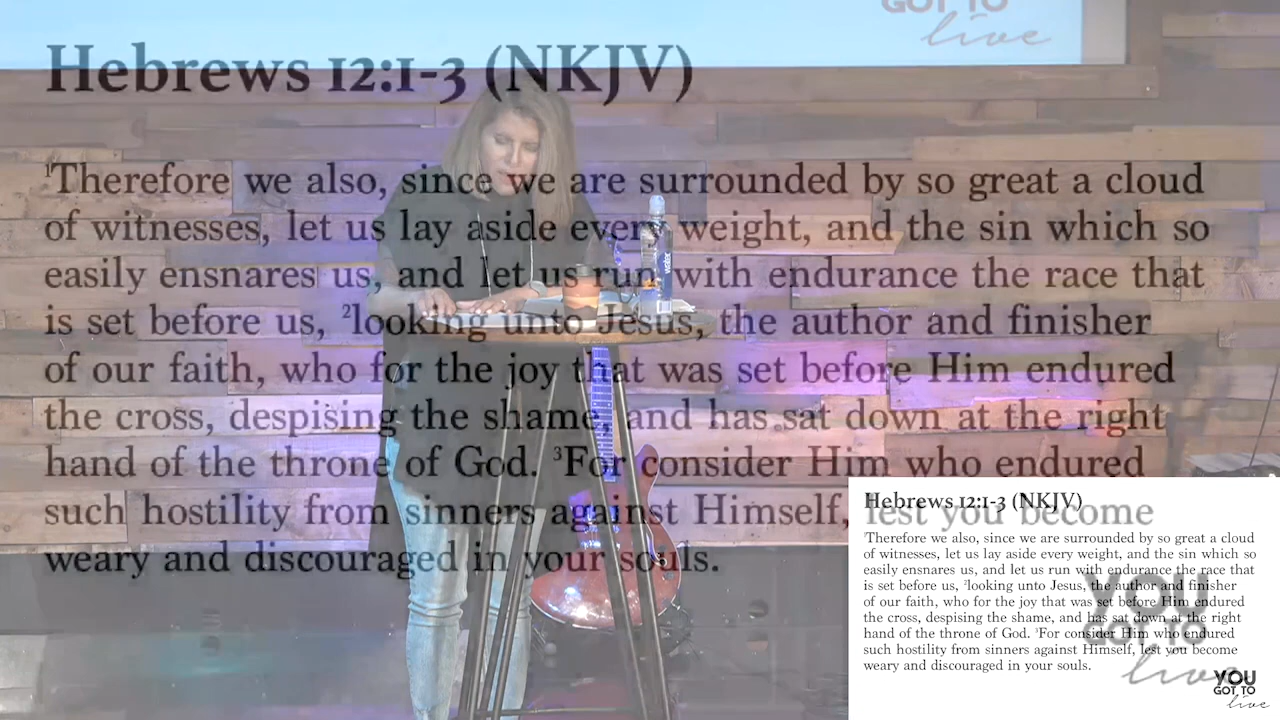 GOT TO
live
Hebrews 12:1-3 (NKJV)
¹Therefore we also, since we are surrounded by so great a cloud
of witnesses, let us lay aside every weight, and the sin which so
easily ensnares us, and let us run with endurance the race that
is set before us, ²looking unto Jesus, the author and finisher
of our faith, who for the joy that was set before Him endured
the cross, despising the shame, and has sat down at the right
hand of the throne of God. ³For consider Him who endured
such hostility from sinners against Himself, lest you become
weary and discouraged in your souls.
water
Hebrews 12:1-3 (NKJV)
¹Therefore we also, since we are surrounded by so great a cloud
of witnesses, let us lay aside every weight, and the sin which so
easily ensnares us, and let us run with endurance the race that
is set before us, ²looking unto Jesus, the author and finisher
of our faith, who for the joy that was set before Him endured
the cross, despising the shame, and has sat down at the right
hand of the throne of God. ³For consider Him who endured
such hostility from sinners against Himself, lest you become
weary and discouraged in your souls.
YOU
GOT TO
live
YOU
GOT TO
live